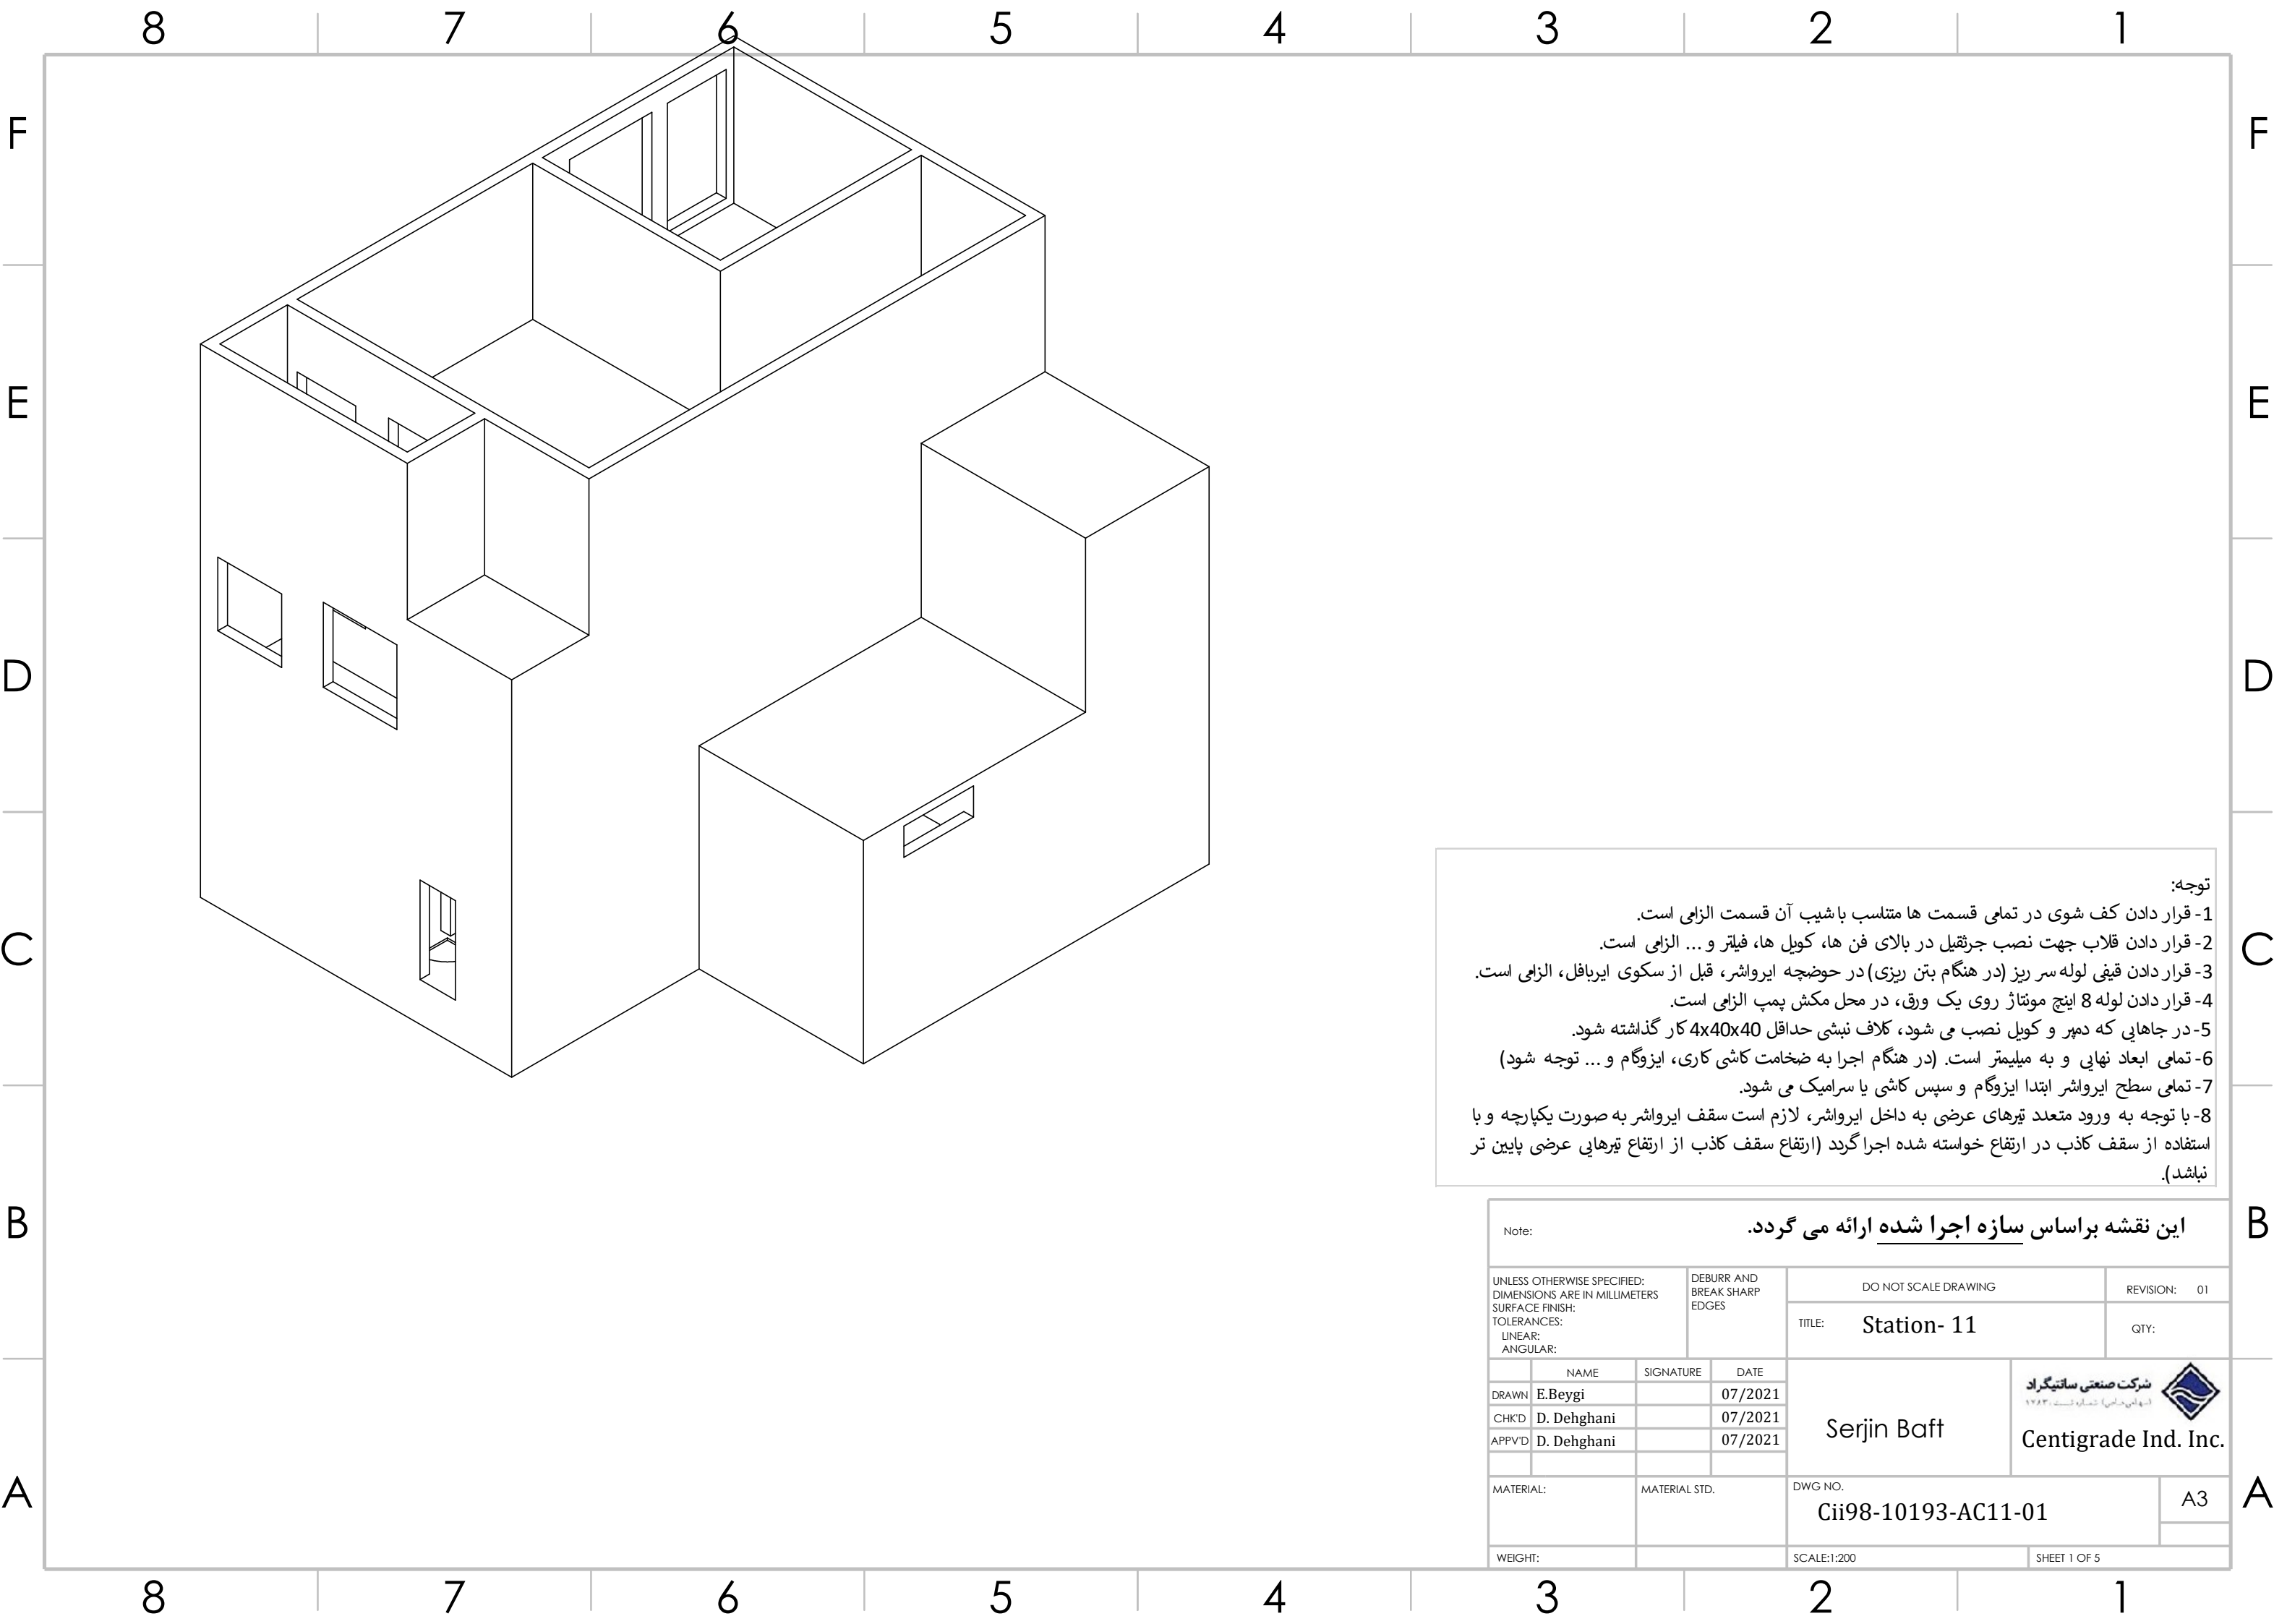 8 7 6 5 4 3 2 1
F F
E E
D D
C C
B B
A A
توجه:
1- قرار دادن کف شوی در تمامی قسمت ها متناسب با شیب آن قسمت الزامی است.
2- قرار دادن قلاب جهت نصب جرثقیل در بالای فن ها، کویل ها، فیلتر و ... الزامی است.
3- قرار دادن قیفی لوله سر ریز (در هنگام بتن ریزی) در حوضچه ایرواشر، قبل از سکوی ایربافل، الزامی است.
4- قرار دادن لوله 8 اینچ مونتاژ روی یک ورق، در محل مکش پمپ الزامی است.
5- در جاهایی که دمپر و کویل نصب می شود، کلاف نبشی حداقل 4x40x40 کار گذاشته شود.
6- تمامی ابعاد نهایی و به میلیمتر است. (در هنگام اجرا به ضخامت کاشی کاری، ایزوگام و ... توجه شود)
7- تمامی سطح ایرواشر ابتدا ایزوگام و سپس کاشی یا سرامیک می شود.
8- با توجه به ورود متعدد تیرهای عرضی به داخل ایرواشر، لازم است سقف ایرواشر به صورت یکپارچه و با
استفاده از سقف کاذب در ارتفاع خواسته شده اجرا گردد (ارتفاع سقف کاذب از ارتفاع تیرهایی عرضی پایین تر
نباشد).
Note:
این نقشه براساس سازه اجرا شده ارائه می گردد.
UNLESS OTHERWISE SPECIFIED:
DIMENSIONS ARE IN MILLIMETERS
SURFACE FINISH:
TOLERANCES:
LINEAR:
ANGULAR:
DEBURR AND
BREAK SHARP
EDGES
DO NOT SCALE DRAWING
REVISION: 01
TITLE: Station- 11
QTY:
NAME SIGNATURE DATE
DRAWN E.Beygi 07/2021
CHK'D D. Dehghani 07/2021
APPV'D D. Dehghani 07/2021
Serjin Baft
شرکت صنعتی سانتیگراد
Centigrade Ind. Inc.
MATERIAL:
MATERIAL STD.
DWG NO.
Cii98-10193-AC11-01
A3
WEIGHT:
SCALE:1:200
SHEET 1 OF 5
8 7 6 5 4 3 2 1